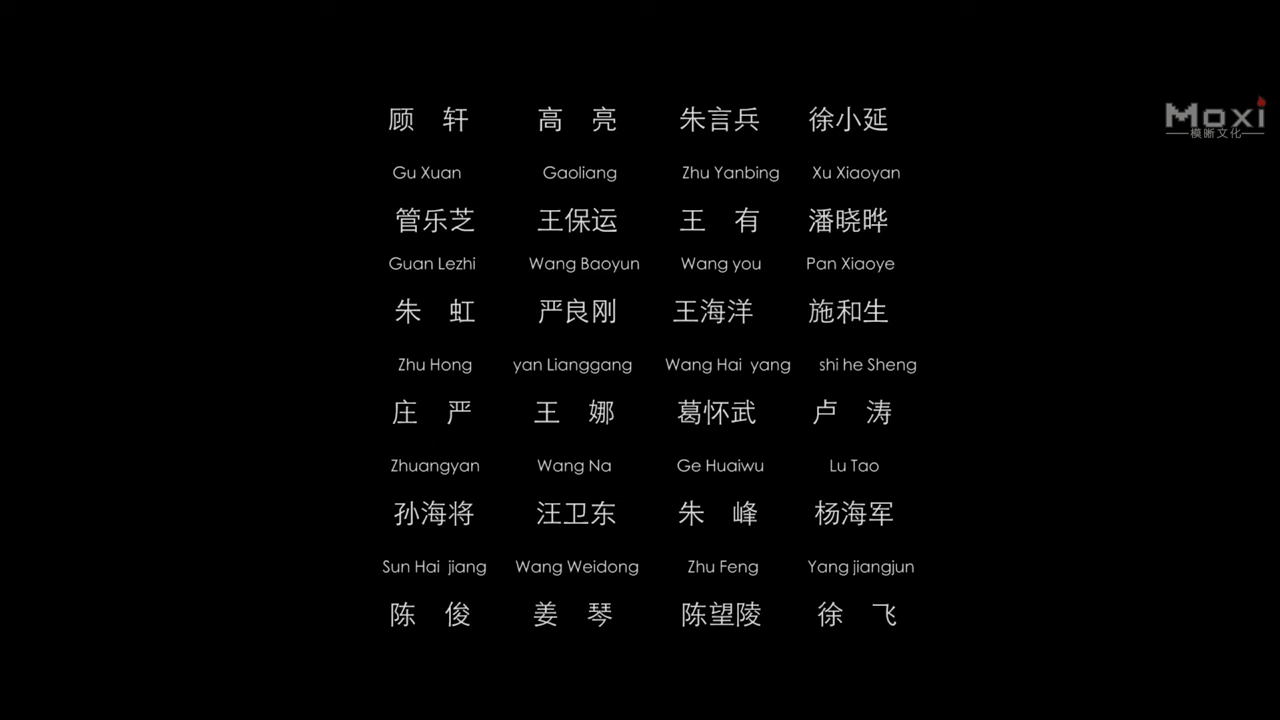 顾 轩 高 亮 朱言兵 徐小延
Gu Xuan Gaoliang Zhu Yanbing Xu Xiaoyan
管乐芝 王保运 王 有 潘晓晔
Guan Lezhi Wang Baoyun Wang you Pan Xiaoye
朱 虹 严良刚 王海洋 施和生
Zhu Hong yan Lianggang Wang Hai yang shi he Sheng
庄 严 王 娜 葛怀武 卢 涛
Zhuangyan Wang Na Ge Huaiwu Lu Tao
孙海将 汪卫东 朱 峰 杨海军
Sun Hai jiang Wang Weidong Zhu Feng Yang jiangjun
陈 俊 姜 琴 陈望陵 徐 飞
Moxi
模晰文化